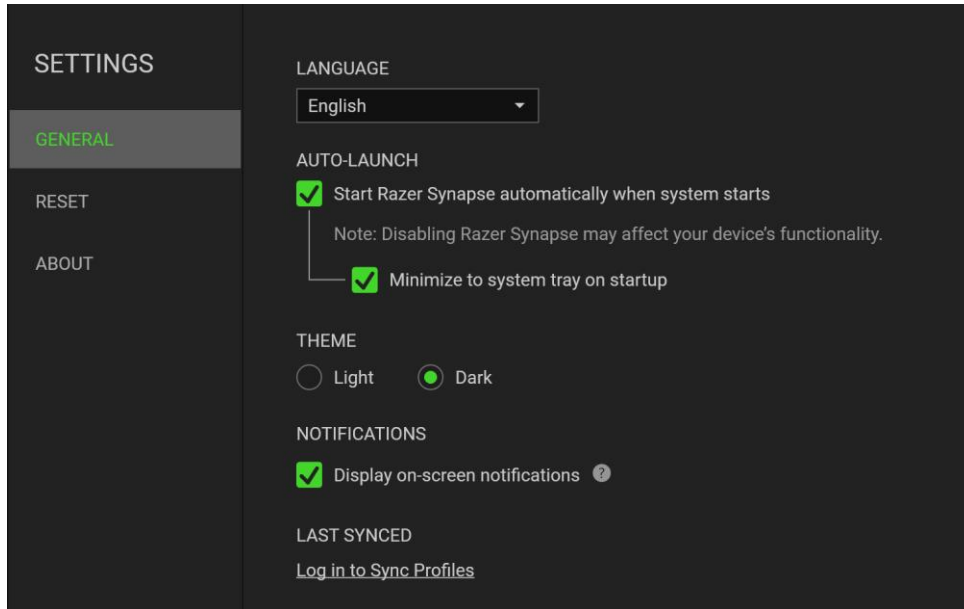 SETTINGS
GENERAL
RESET
ABOUT
LANGUAGE
English
AUTO-LAUNCH
Start Razer Synapse automatically when system starts
Note: Disabling Razer Synapse may affect your device’s functionality.
Minimize to system tray on startup
THEME
Light
Dark
NOTIFICATIONS
Display on-screen notifications ?
LAST SYNCED
Log in to Sync Profiles